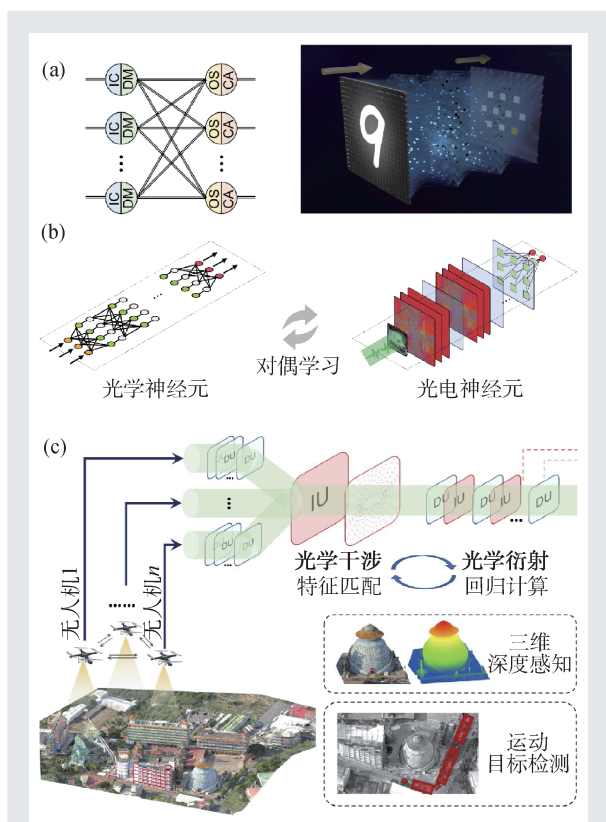 (a)
IC DM
OS CA
IC DM
OS CA
IC DM
OS CA
9
(b)
光学神经元
对偶学习
光电神经元
(c)
无人机1
无人机n
DU
DU
DU
DU
IU
DU
IU
DU
IU
DU
光学干涉
特征匹配
光学衍射
回归计算
三维
深度感知
运动
目标检测